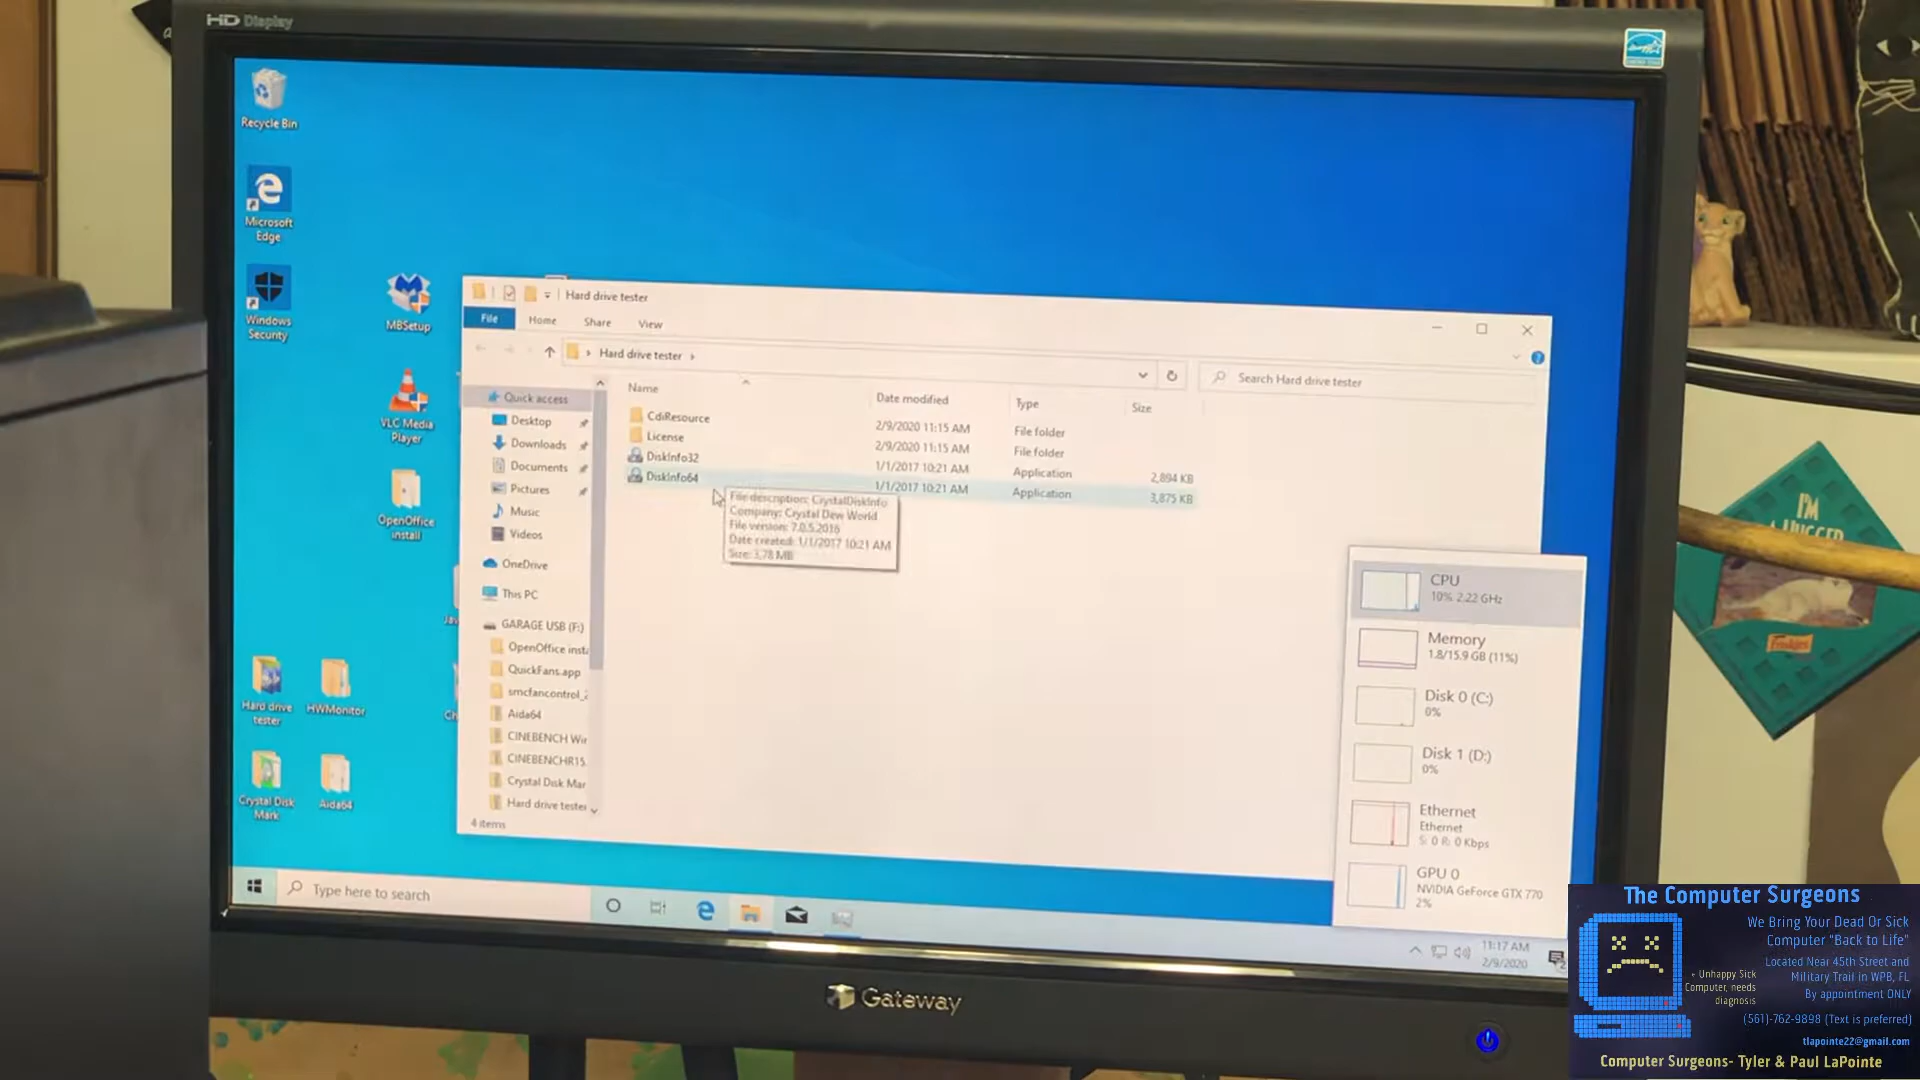 HD Display
Recycle Bin
Microsoft
Edge
Windows
Security
MBSetup
VLC Media
Player
OpenOffice
install
Hard drive
tester
HWMonitor
Crystal Disk
Mark
Aida64
Hard drive tester
File
Home
Share
View
Hard drive tester
Search Hard drive tester
Name
Date modified
Type
Size
CdiResource
2/9/2020 11:15 AM
File folder
License
2/9/2020 11:15 AM
File folder
DiskInfo32
1/1/2017 10:21 AM
Application
2,894 KB
DiskInfo64
1/1/2017 10:21 AM
Application
3,875 KB
File description: CrystalDiskInfo
Company: Crystal Dew World
File version: 7.0.5.2016
Date created: 1/1/2017 10:21 AM
Size: 3.78 MB
Quick access
Desktop
Downloads
Documents
Pictures
Music
Videos
OneDrive
This PC
GARAGE USB (F:)
OpenOffice insta
QuickFans.app
smcfancontrol_2
Aida64
CINEBENCH Wir
CINEBENCHR15.
Crystal Disk Mar
Hard drive tester
4 items
CPU
10% 2.22 GHz
Memory
1.8/15.9 GB (11%)
Disk 0 (C:)
0%
Disk 1 (D:)
0%
Ethernet
Ethernet
S: 0 R: 0 Kbps
GPU 0
NVIDIA GeForce GTX 770
2%
Type here to search
11:17 AM
2/9/2020
Gateway
I'M
A HUGGER
Friskies
The Computer Surgeons
We Bring Your Dead Or Sick
Computer "Back to Life"
Located Near 45th Street and
Military Trail in WPB, FL
By appointment ONLY
(561)-762-9898 (Text is preferred)
tlapointe22@gmail.com
- Unhappy Sick
Computer, needs
diagnosis
Computer Surgeons- Tyler & Paul LaPointe